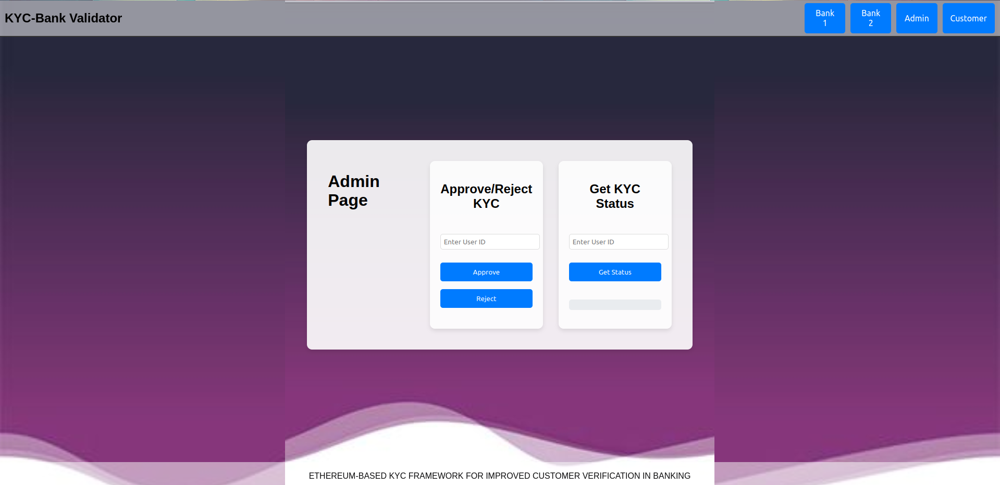 KYC-Bank Validator
Bank
1
Bank
2
Admin
Customer
Admin
Page
Approve/Reject
KYC
Enter User ID
Approve
Reject
Get KYC
Status
Enter User ID
Get Status
ETHEREUM-BASED KYC FRAMEWORK FOR IMPROVED CUSTOMER VERIFICATION IN BANKING